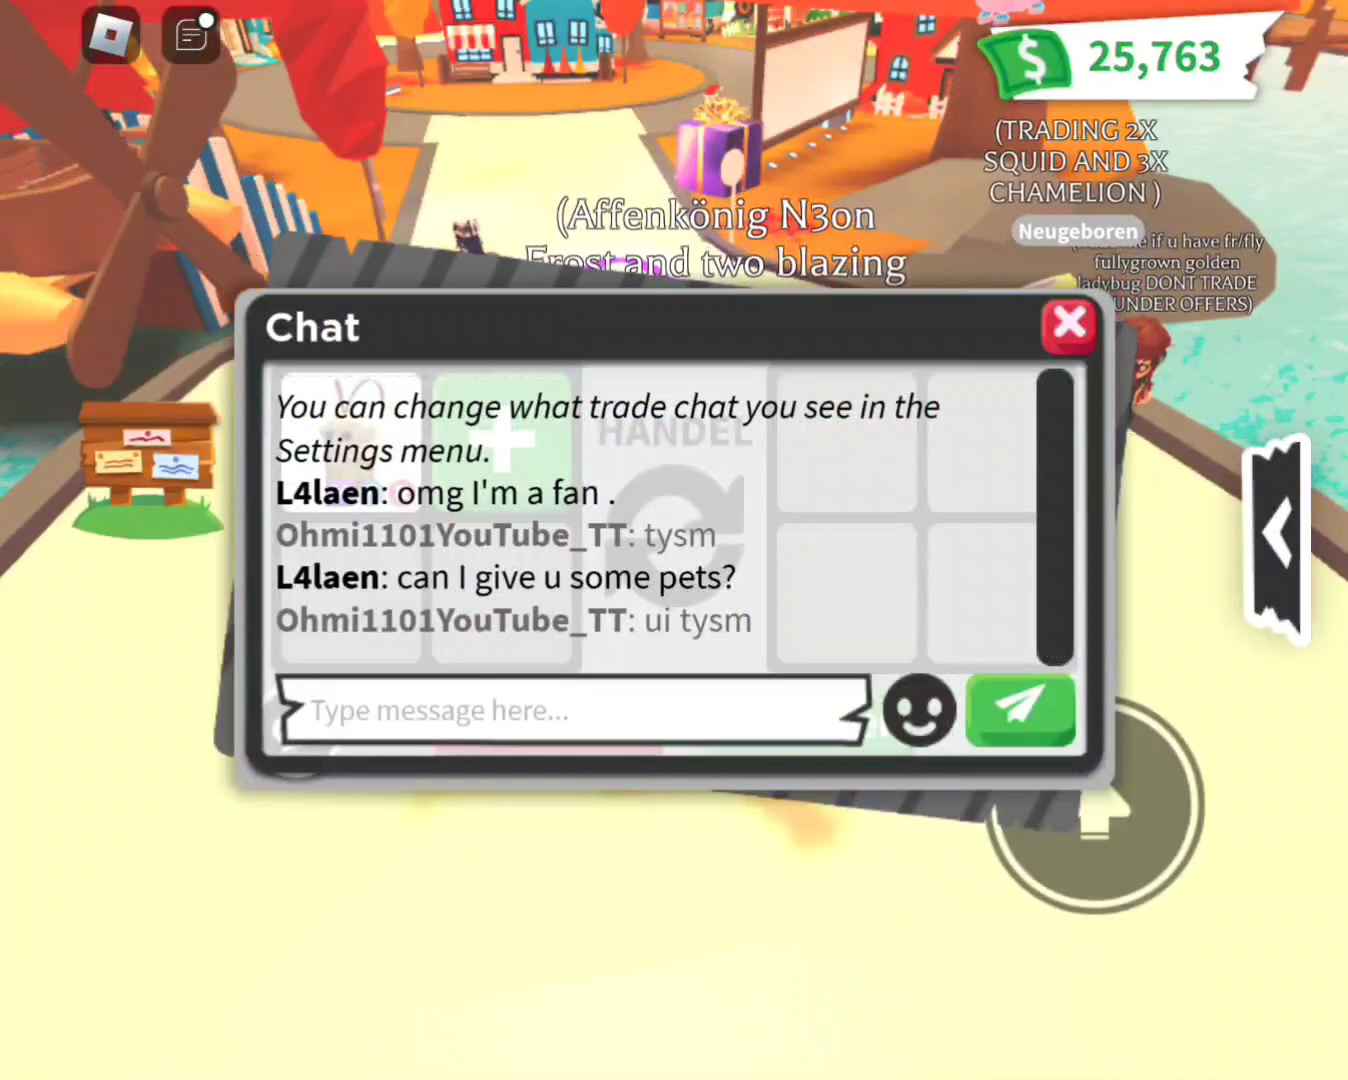 25,763
(TRADING 2X
SQUID AND 3X
CHAMELION )
(Affenkönig N3on
Frost and two blazing
Neugeboren
if u have fr/fly
fullygrown golden
ladybug DONT TRADE
UNDER OFFERS)
Chat
You can change what trade chat you see in the
Settings menu.
HANDEL
L4laen: omg I'm a fan .
Ohmi1101YouTube_TT: tysm
L4laen: can I give u some pets?
Ohmi1101YouTube_TT: ui tysm
Type message here...